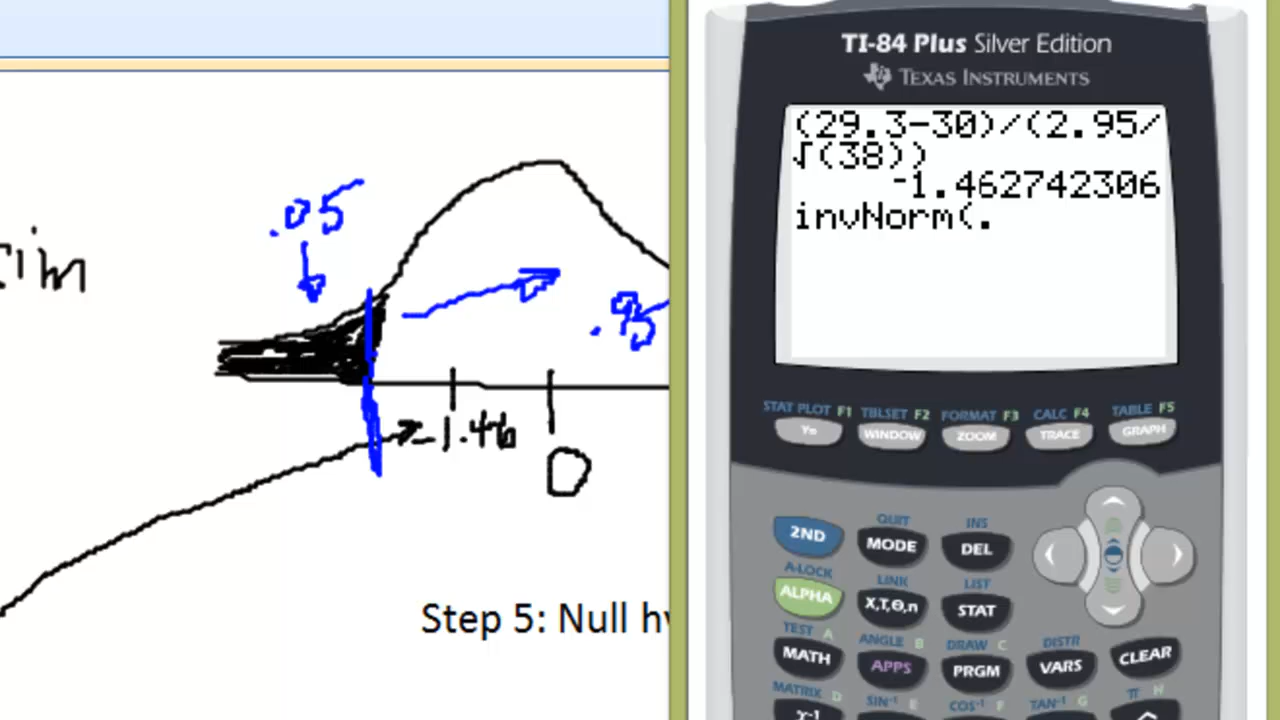 .05
.95
-1.46
0
Step 5: Null hy
TI-84 Plus Silver Edition
TEXAS INSTRUMENTS
(29.3-30)/(2.95/
√(38))
-1.462742306
invNorm(.
STAT PLOT F1 TBLSET F2 FORMAT F3 CALC F4 TABLE F5
Y= WINDOW ZOOM TRACE GRAPH
QUIT INS
2ND MODE DEL
A-LOCK LINK LIST
ALPHA X,T,Θ,n STAT
TEST A ANGLE B DRAW C DISTR
MATH APPS PRGM VARS CLEAR
MATRIX D SIN⁻¹ E COS⁻¹ F TAN⁻¹ G π H
x⁻¹